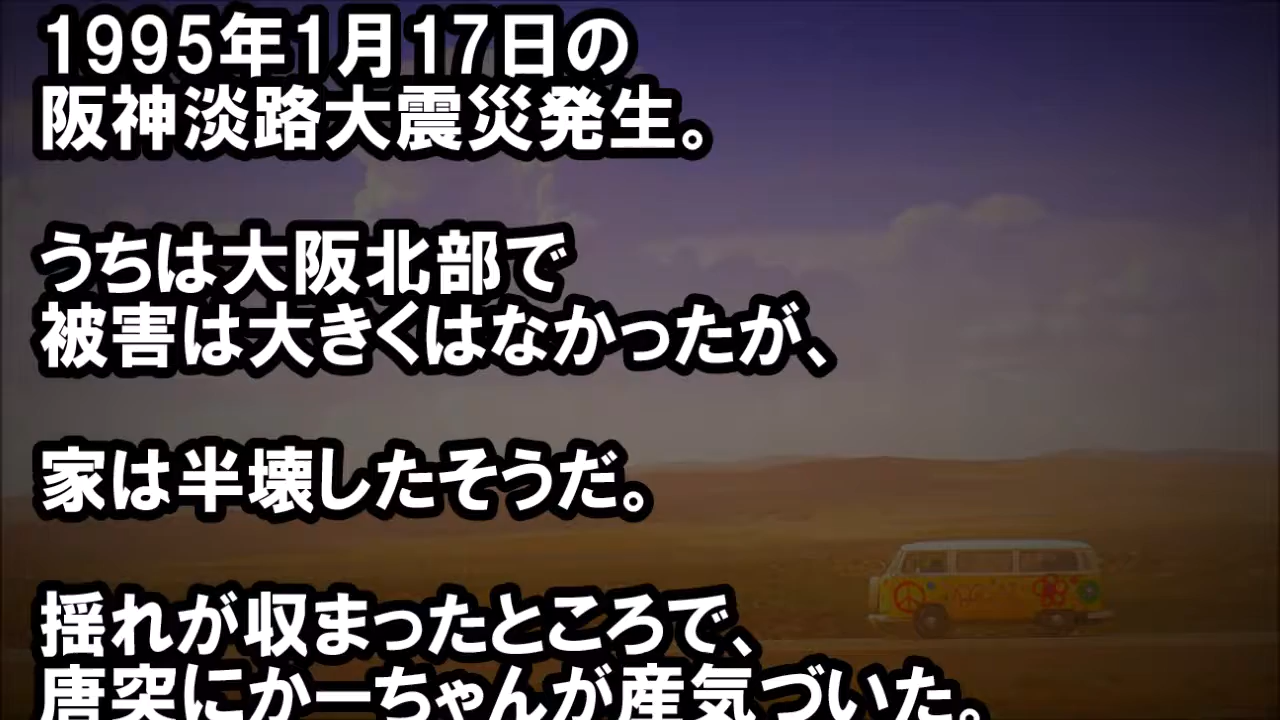 1995年1月17日の
阪神淡路大震災発生。
うちは大阪北部で
被害は大きくはなかったが、
家は半壊したそうだ。
揺れが収まったところで、
唐突にかーちゃんが産気づいた。